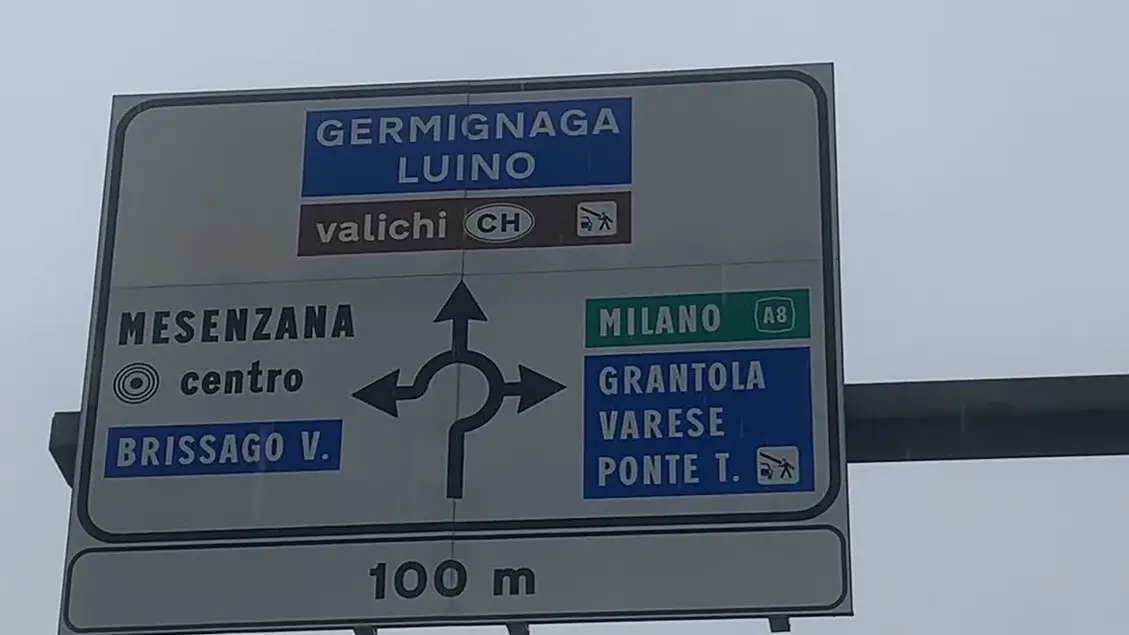 GERMIGNAGA
LUINO
valichi CH
MESENZANA
centro
BRISSAGO V.
MILANO A8
GRANTOLA
VARESE
PONTE T.
100 m